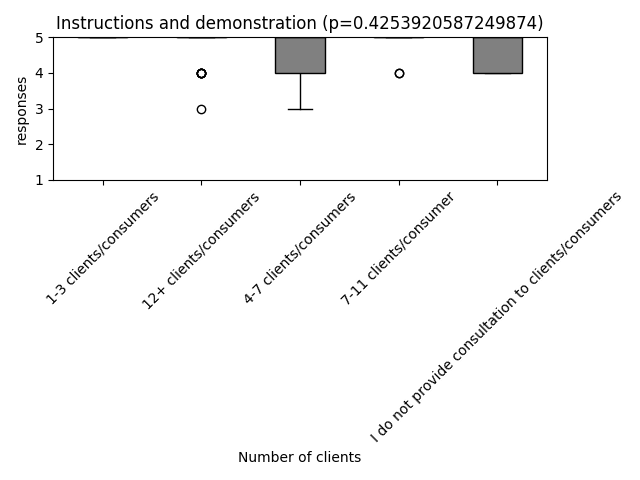 Instructions and demonstration (p=0.4253920587249874)
responses
5
4
3
2
1
1-3 clients/consumers
12+ clients/consumers
4-7 clients/consumers
7-11 clients/consumer
I do not provide consultation to clients/consumers
Number of clients